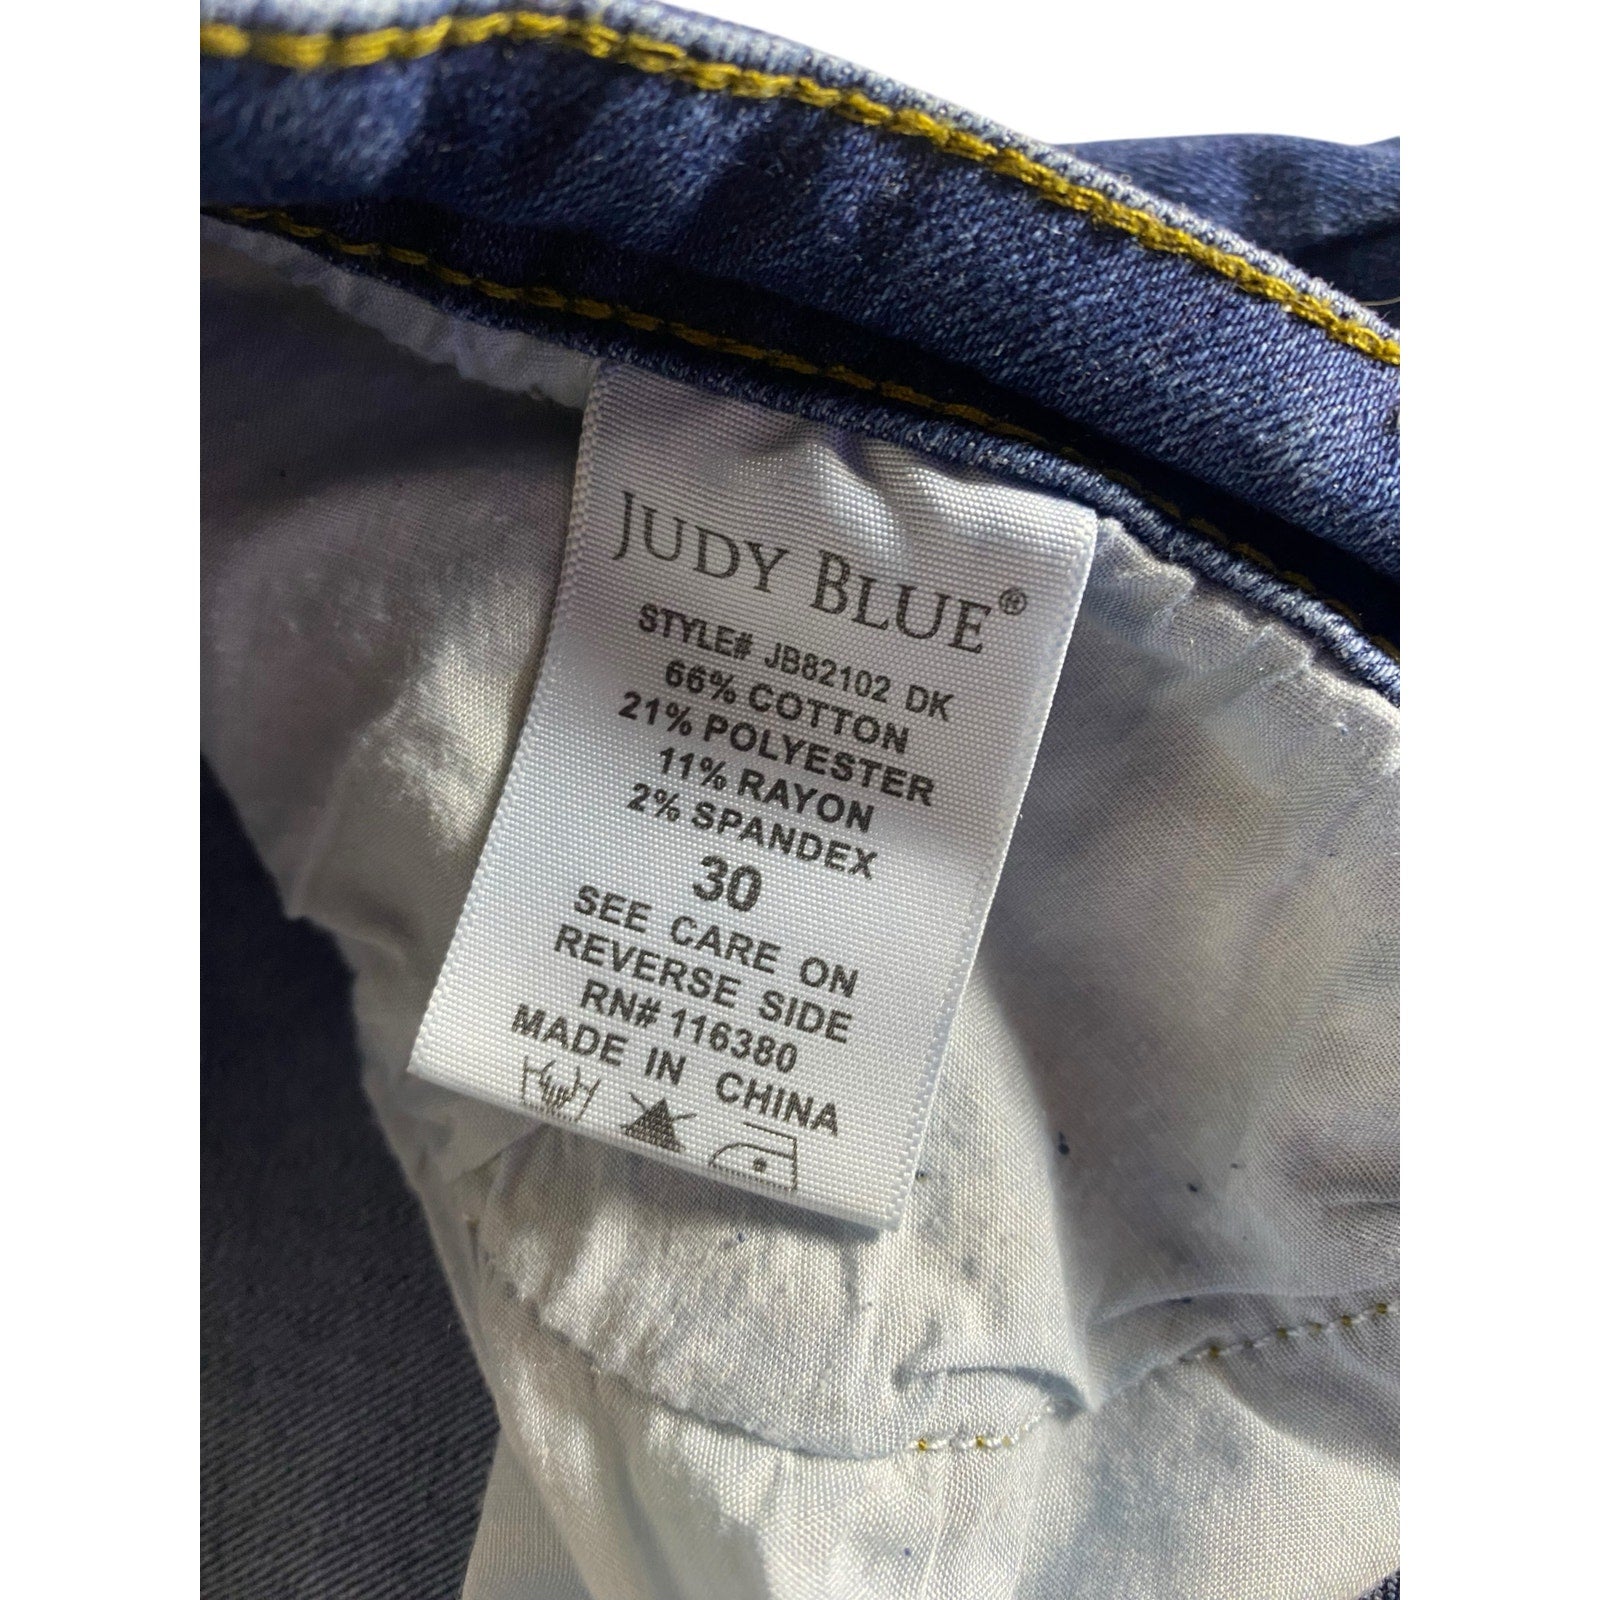 JUDY BLUE®
STYLE# JB82102 DK
66% COTTON
21% POLYESTER
11% RAYON
2% SPANDEX
30
SEE CARE ON
REVERSE SIDE
RN# 116380
MADE IN CHINA